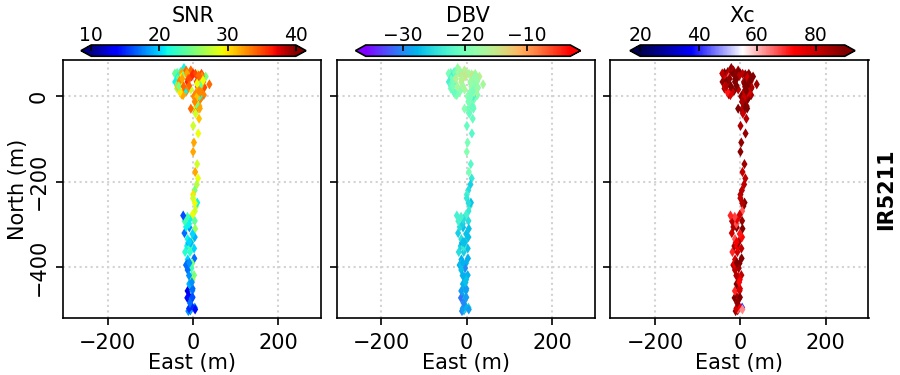 SNR DBV Xc
10 20 30 40 −30 −20 −10 20 40 60 80
North (m)
0
−200
−400
IR5211
−200 0 200 −200 0 200 −200 0 200
East (m) East (m) East (m)